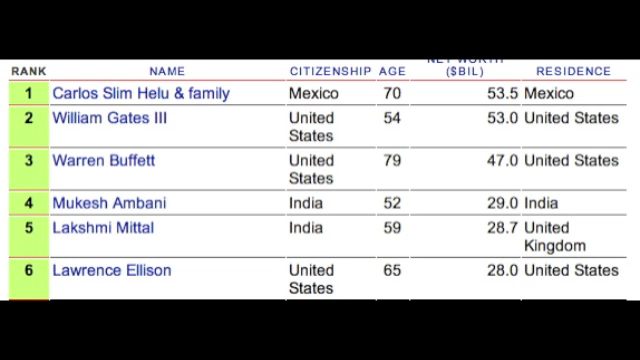 RANK NAME CITIZENSHIP AGE NET WORTH ($BIL) RESIDENCE
1 Carlos Slim Helu & family Mexico 70 53.5 Mexico
2 William Gates III United States 54 53.0 United States
3 Warren Buffett United States 79 47.0 United States
4 Mukesh Ambani India 52 29.0 India
5 Lakshmi Mittal India 59 28.7 United Kingdom
6 Lawrence Ellison United States 65 28.0 United States